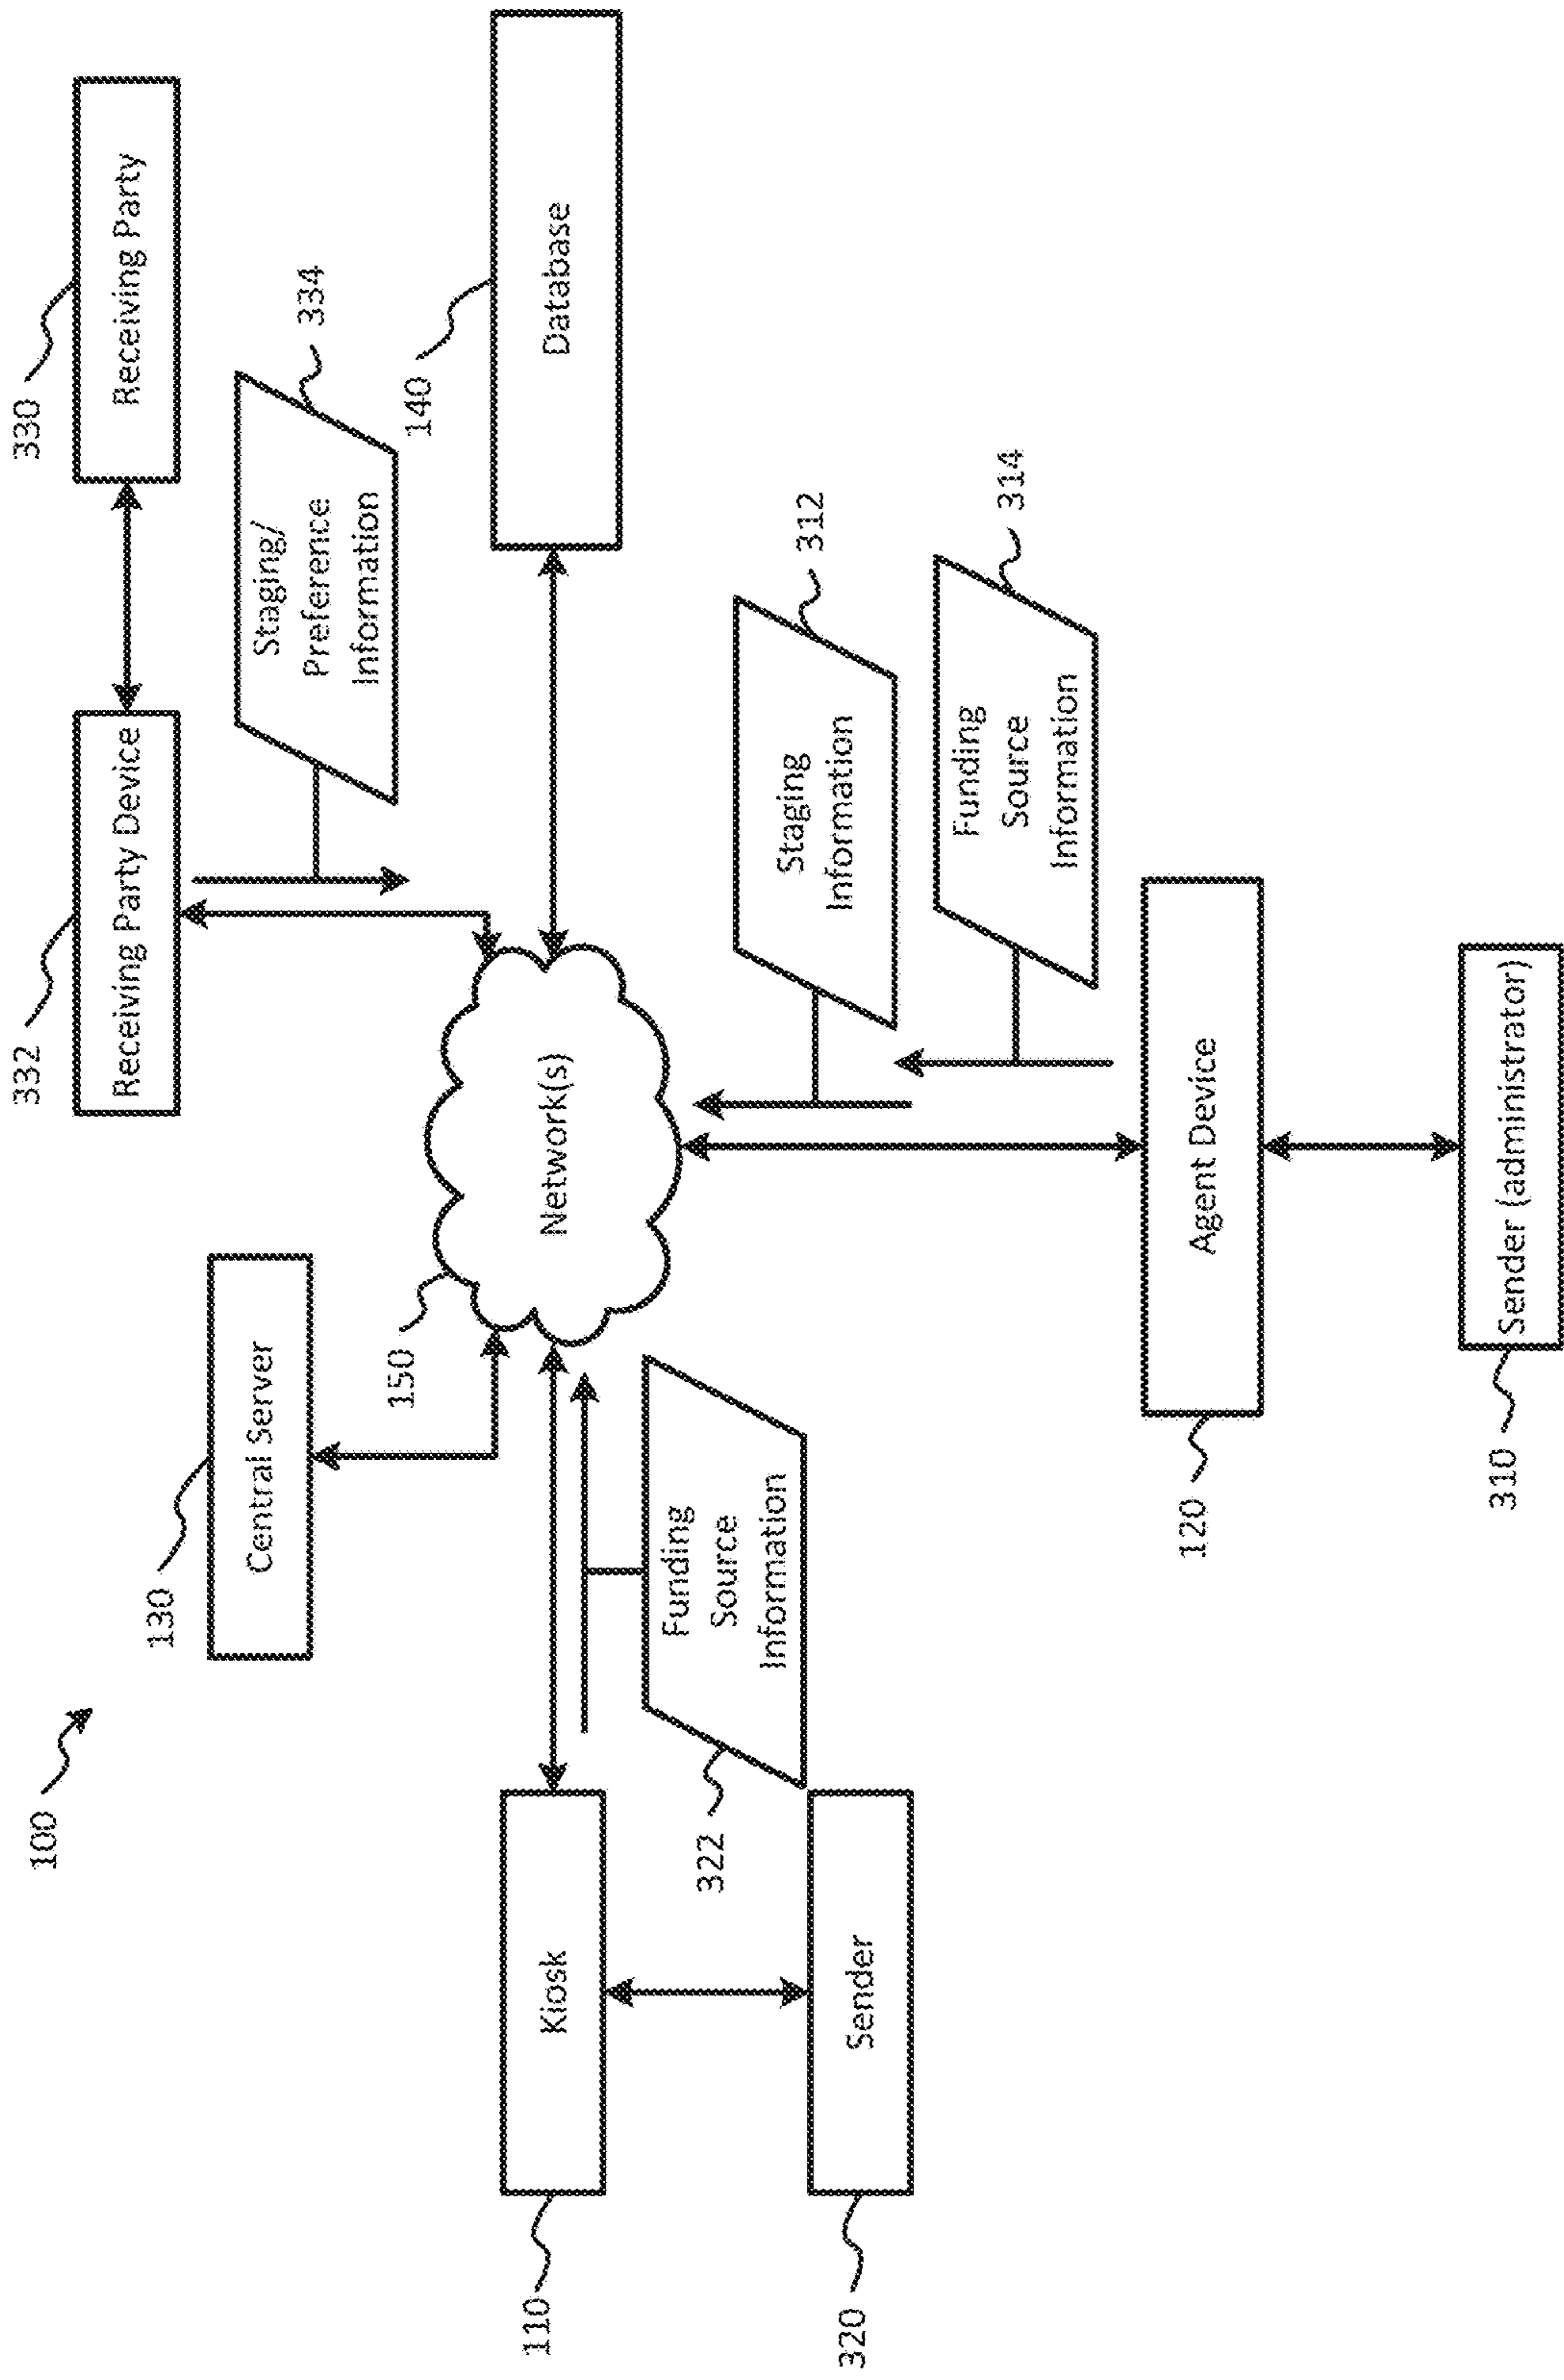 100
130
Central Server
332
Receiving Party Device
330
Receiving Party
Staging/
Preference
Information
334
150
Network(s)
140
Database
110
Kiosk
Funding
Source
Information
322
320
Sender
Staging
Information
312
Funding
Source
Information
314
120
Agent Device
310
Sender (administrator)